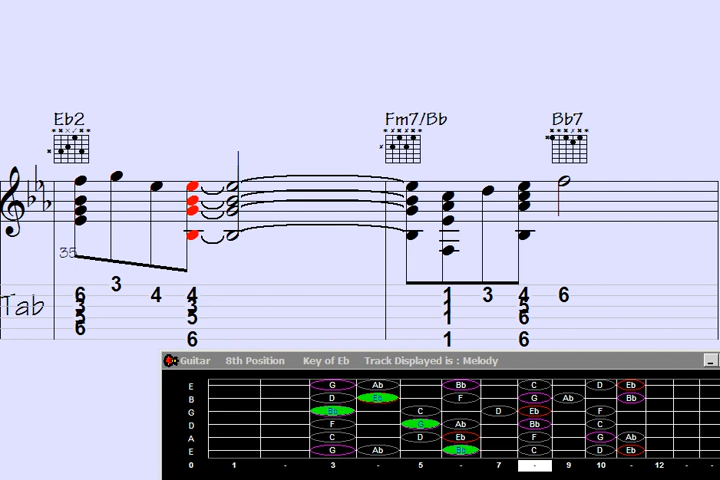 Eb2 Fm7/Bb Bb7
35
3
6 4 4 1 3 4 6
3 3 1 5
5 5 1 6
6 6 1 6
Tab
Guitar 8th Position Key of Eb Track Displayed is : Melody
E G Ab Bb C D Eb
B D Eb F G Ab Bb
G Bb C D Eb F
D F G Ab Bb C
A C D Eb F G Ab
E G Ab Bb C D Eb
0 1 - 3 - 5 - 7 - 9 10 - 12 - -